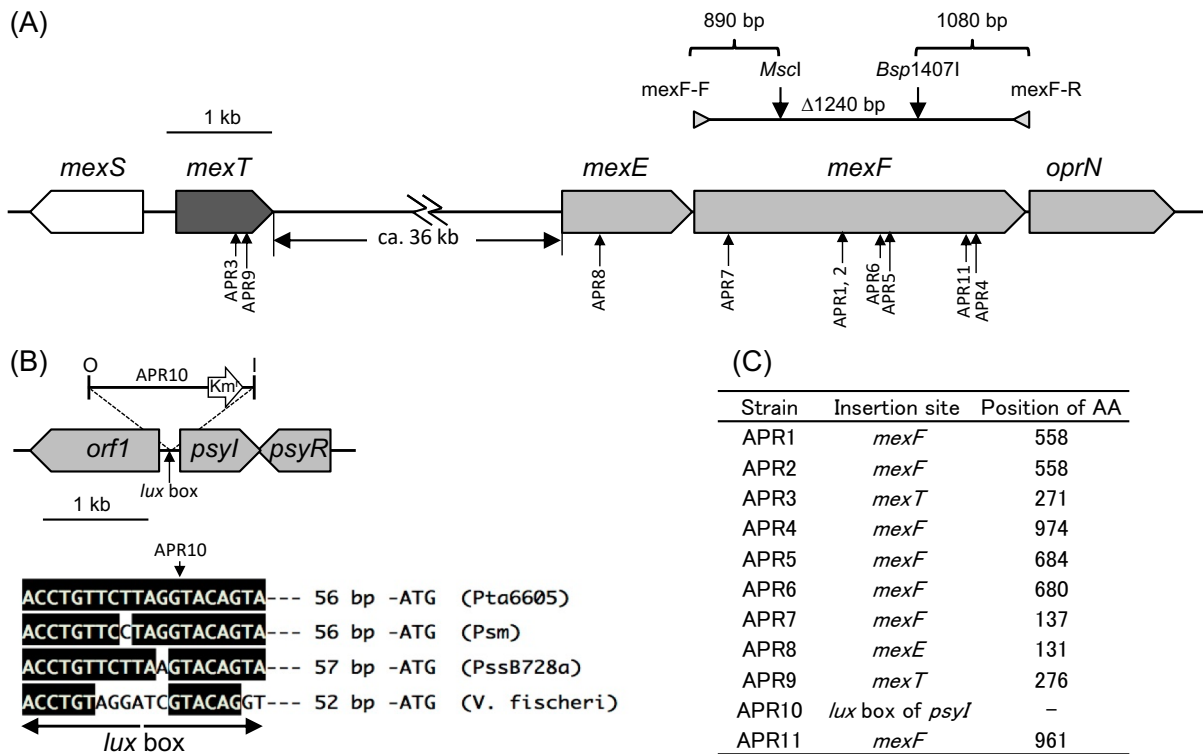 (A)
890 bp
1080 bp
MscI
Bsp1407I
mexF-F
mexF-R
Δ1240 bp
1 kb
mexS
mexT
mexE
mexF
oprN
ca. 36 kb
APR3
APR9
APR8
APR7
APR1, 2
APR6
APR5
APR11
APR4
(B)
O
APR10
I
Kmʳ
orf1
psyI
psyR
lux box
1 kb
APR10
ACCTGTTCTTAGGTACAGTA--- 56 bp -ATG (Pta6605)
ACCTGTTCCTAGGTACAGTA--- 56 bp -ATG (Psm)
ACCTGTTCTTAAGTACAGTA--- 57 bp -ATG (PssB728a)
ACCTGTAGGATCGTACAGGT--- 52 bp -ATG (V. fischeri)
lux box
(C)
Strain Insertion site Position of AA
APR1 mexF 558
APR2 mexF 558
APR3 mexT 271
APR4 mexF 974
APR5 mexF 684
APR6 mexF 680
APR7 mexF 137
APR8 mexE 131
APR9 mexT 276
APR10 lux box of psyI –
APR11 mexF 961